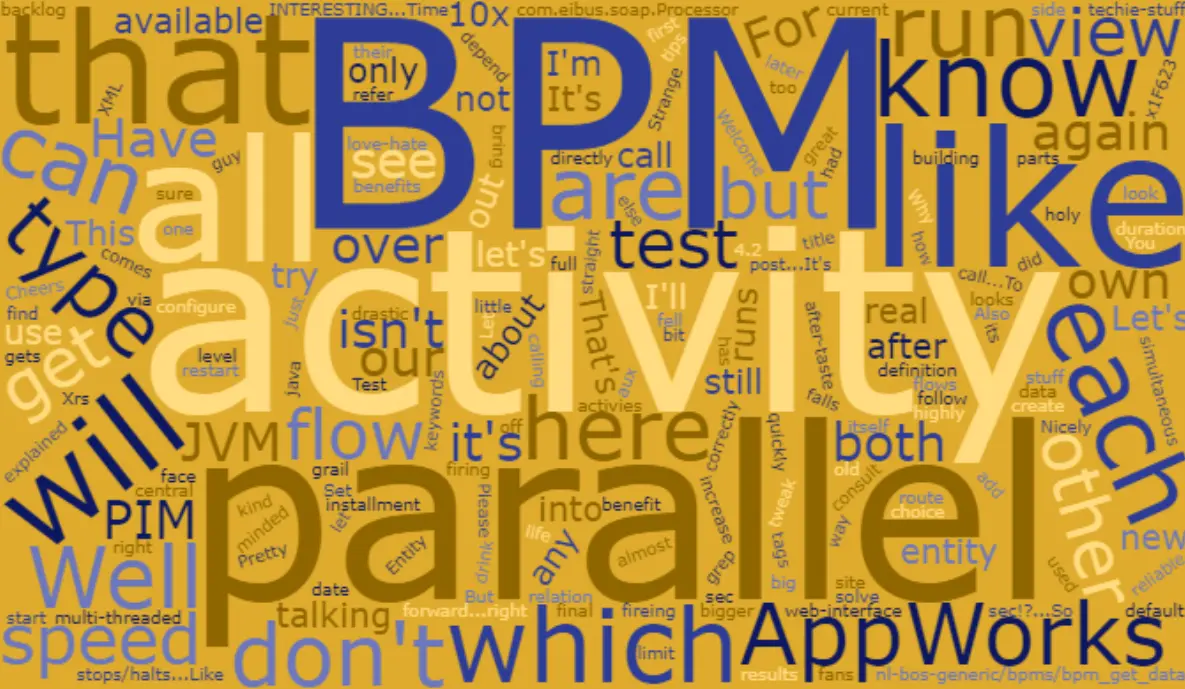 backlog
INTERESTING...Time
10x
com.eibus.soap.Processor
For
current
side
techie-stuff
available
that
BPM
their
only
refer
depend
I'm
It's
first
tips
later
too
run
view
know
x1F623
XML
not
Strange
can
Have
guy
love-hate
see
benefits
bring
directly
call
Welcome
great
had
building
parts
again
like
all
sure
one
out
are
else
but
why
how
holy
look
duration
You
type
This
comes
over
let's
full
straight
test
4.2
title
post...It's
call...To
did
own
Cheers
via
configure
try
just
drastic
little
Let
activity
I'll
fell
bit
runs
has
after-taste
real
looks
Also
its
find
use
gets
get
level
restart
java
isn't
our
Test
about
calling
That's
aux
still
falls
after
definition
flows
follow
highly
stuff
data
create
each
Let's
simultaneous
Xrs
will
explained
JVM
flow
keywords
it's
off
here
activies
correctly
quickly
both
itself
Nicely
other
face
central
PIM
right
grail
Set
installment
let
kind
minded
Pretty
firing
Please
parallel
into
benefit
increase
tweak
old
consult
route
choice
add
new
Well
date
Entity
drink
life
any
almost
grep
tags
way
entity
used
reliable
start
multi-threaded
talking
forward...right
But
relation
final
fireing
sec
bigger
big
site
solve
web-interface
sec!?...So
default
speed
don't
which
limit
AppWorks
stops/halts...Like
results
fans
nl-bos-generic/bpms/bpm_get_data